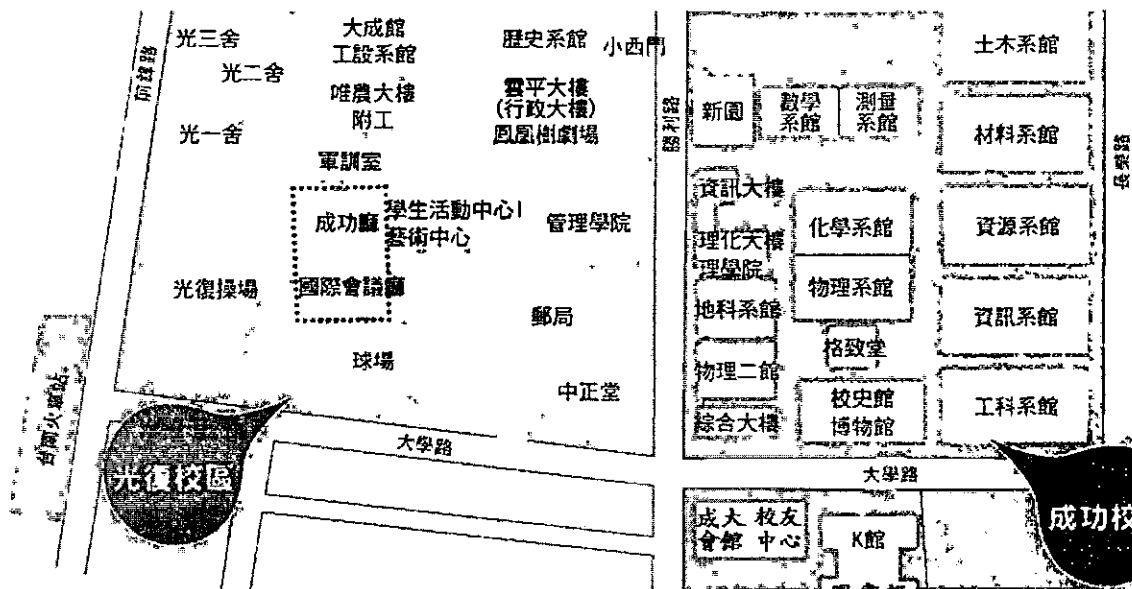 光三舍
光二舍
光一舍
前鋒路
大成館
工設系館
唯農大樓
附工
軍訓室
成功廳
國際會議廳
學生活動中心I
藝術中心
歷史系館
小西門
雲平大樓
(行政大樓)
鳳凰樹劇場
管理學院
郵局
中正堂
光復操場
球場
台南火車站
光復校區
大學路
勝利路
新園
數學
系館
測量
系館
資訊大樓
理化大樓
理學院
地科系館
物理二館
綜合大樓
化學系館
物理系館
格致堂
校史館
博物館
土木系館
材料系館
資源系館
資訊系館
工科系館
長榮路
大學路
成大 校友
會館 中心
K館
成功校